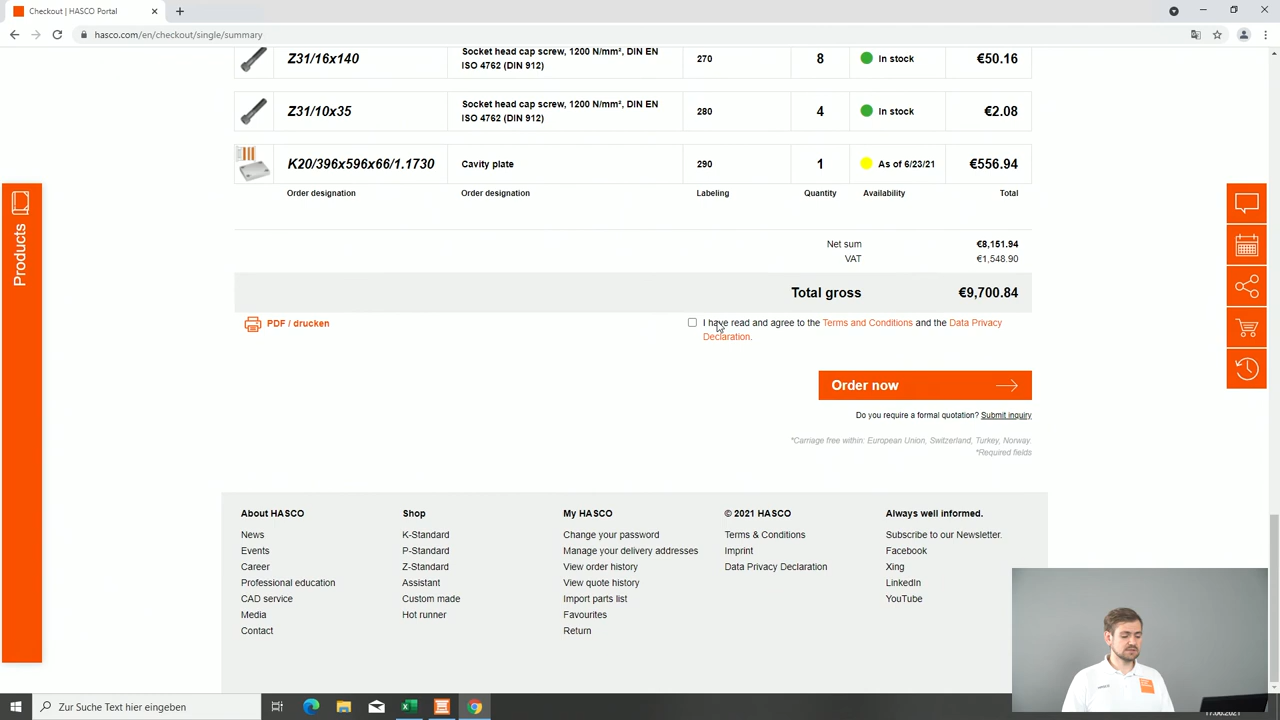 Checkout | HASCO Portal
hasco.com/en/checkout/single/summary
Z31/16x140
Socket head cap screw, 1200 N/mm², DIN EN
ISO 4762 (DIN 912)
270
8
In stock
€50.16
Z31/10x35
Socket head cap screw, 1200 N/mm², DIN EN
ISO 4762 (DIN 912)
280
4
In stock
€2.08
K20/396x596x66/1.1730
Cavity plate
290
1
As of 6/23/21
€556.94
Order designation
Order designation
Labeling
Quantity
Availability
Total
Net sum
€8,151.94
VAT
€1,548.90
Total gross
€9,700.84
Products
PDF / drucken
I have read and agree to the Terms and Conditions and the Data Privacy
Declaration.
Order now
Do you require a formal quotation? Submit inquiry
*Carriage free within: European Union, Switzerland, Turkey, Norway.
*Required fields
About HASCO
News
Events
Career
Professional education
CAD service
Media
Contact
Shop
K-Standard
P-Standard
Z-Standard
Assistant
Custom made
Hot runner
My HASCO
Change your password
Manage your delivery addresses
View order history
View quote history
Import parts list
Favourites
Return
© 2021 HASCO
Terms & Conditions
Imprint
Data Privacy Declaration
Always well informed.
Subscribe to our Newsletter.
Facebook
Xing
LinkedIn
YouTube
Zur Suche Text hier eingeben
17.06.2021